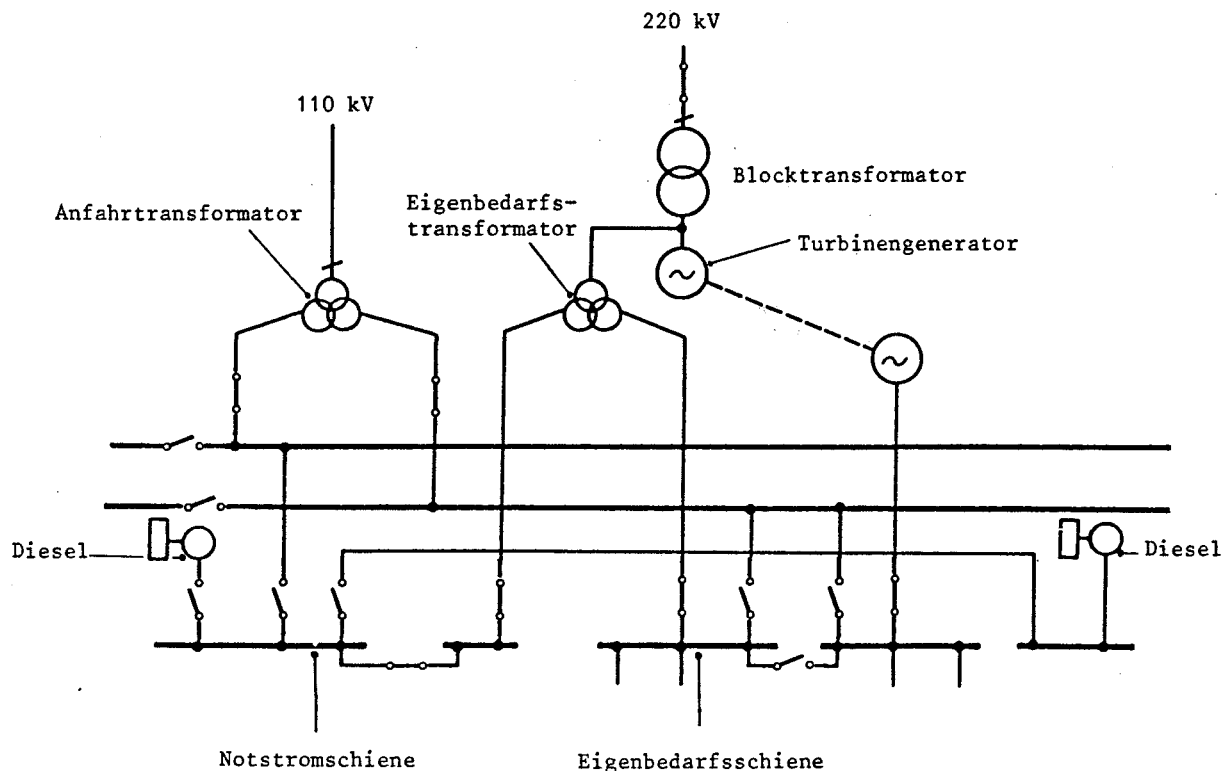 220 kV
110 kV
Blocktransformator
Anfahrtransformator
Eigenbedarfs-
transformator
Turbinengenerator
Diesel
Diesel
Notstromschiene
Eigenbedarfsschiene